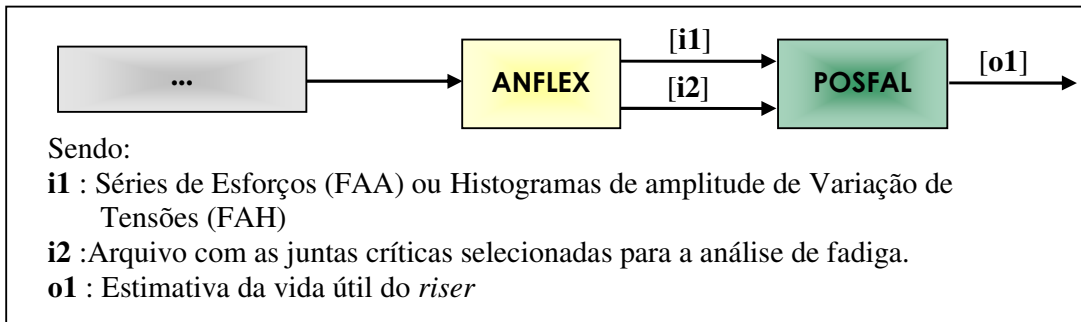 ...
ANFLEX
[i1]
[i2]
POSFAL
[o1]
Sendo:
i1 : Séries de Esforços (FAA) ou Histogramas de amplitude de Variação de
Tensões (FAH)
i2 :Arquivo com as juntas críticas selecionadas para a análise de fadiga.
o1 : Estimativa da vida útil do riser